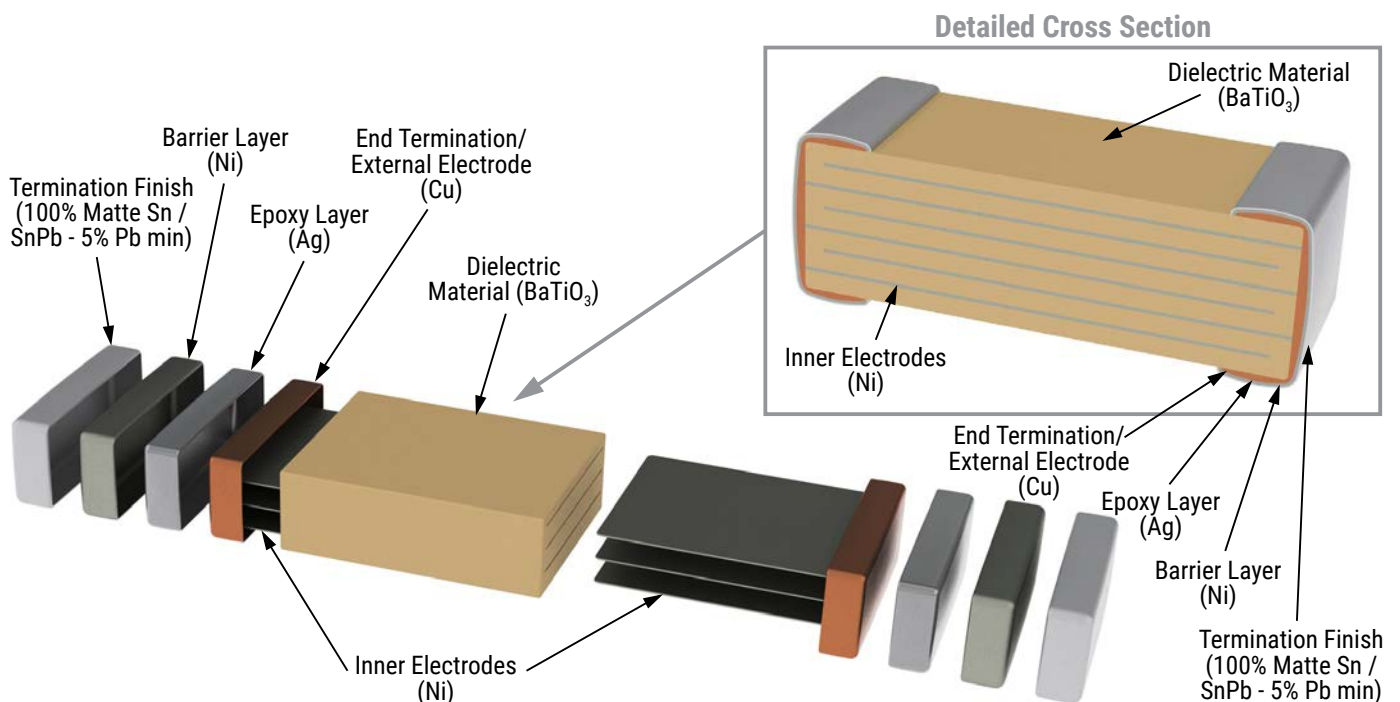 Detailed Cross Section
Dielectric Material
(BaTiO₃)
Inner Electrodes
(Ni)
End Termination/
External Electrode
(Cu)
Epoxy Layer
(Ag)
Barrier Layer
(Ni)
Termination Finish
(100% Matte Sn /
SnPb - 5% Pb min)
Termination Finish
(100% Matte Sn /
SnPb - 5% Pb min)
Barrier Layer
(Ni)
Epoxy Layer
(Ag)
End Termination/
External Electrode
(Cu)
Dielectric
Material (BaTiO₃)
Inner Electrodes
(Ni)